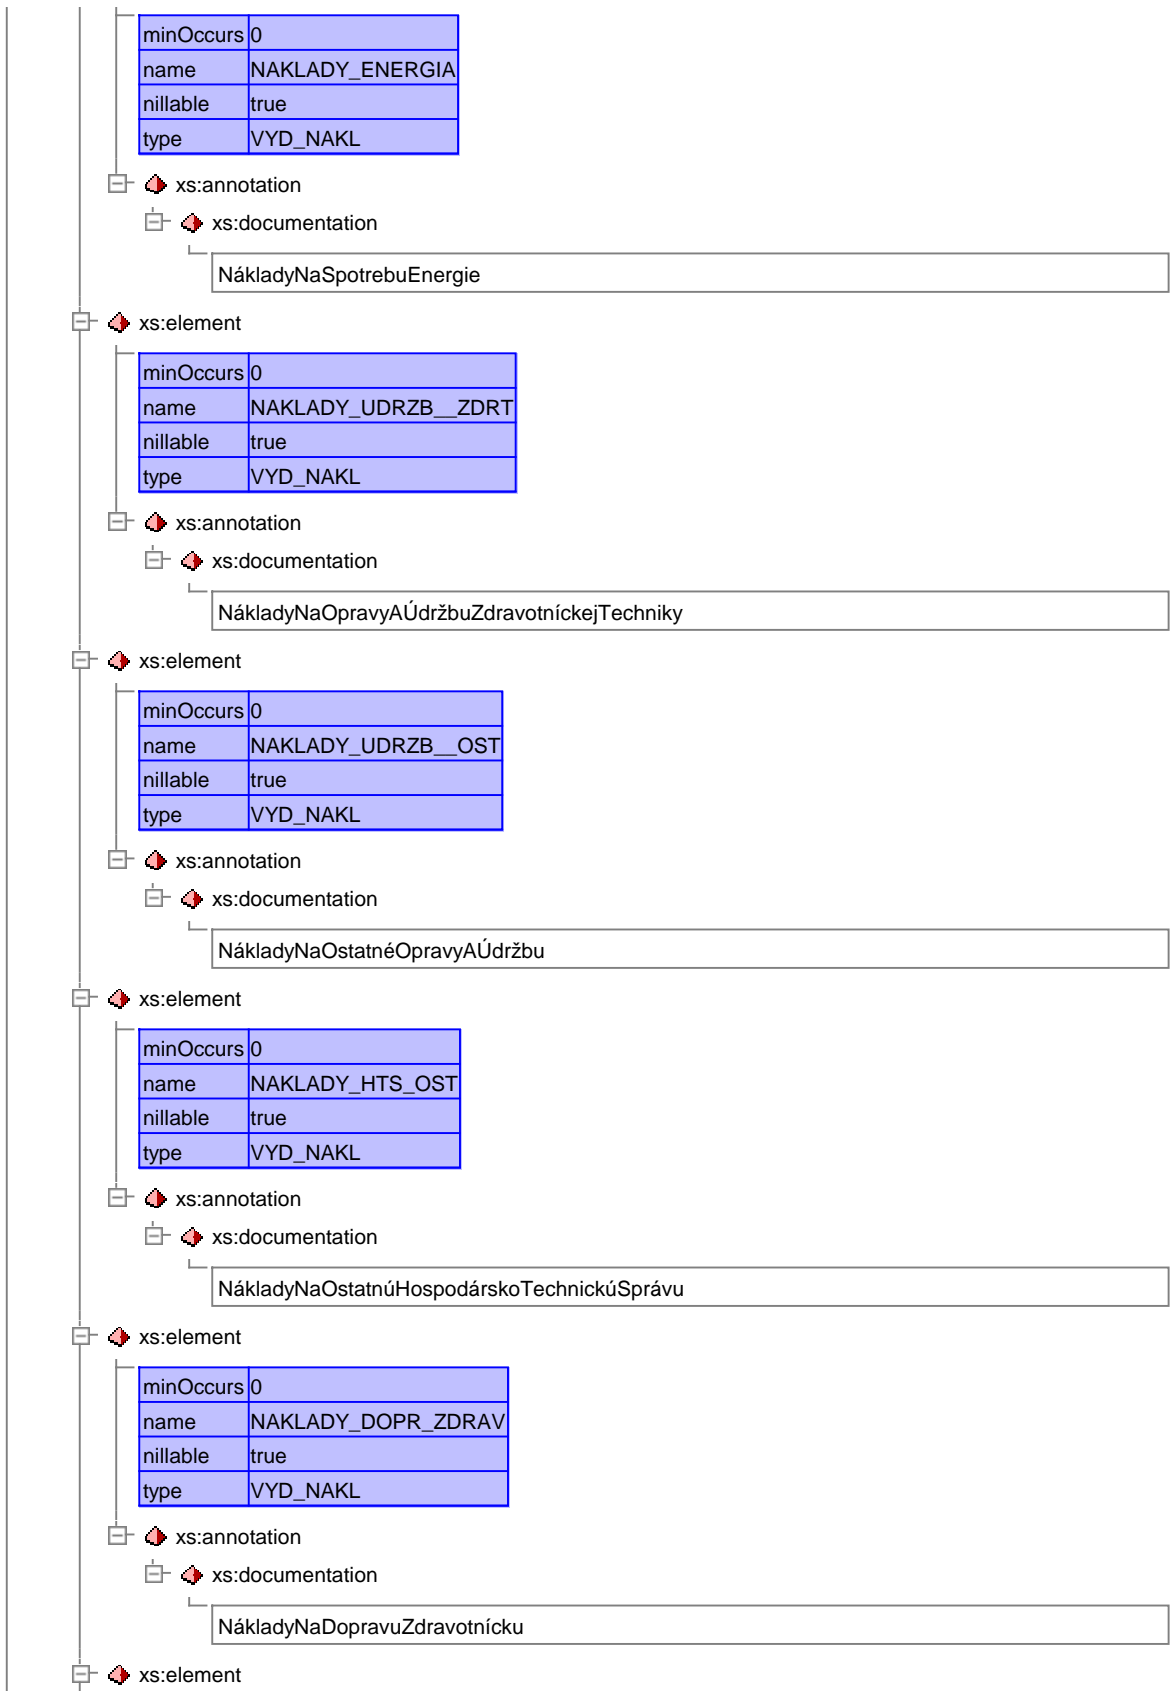 minOccurs 0
name NAKLADY_ENERGIA
nillable true
type VYD_NAKL
xs:annotation
xs:documentation
NákladyNaSpotrebuEnergie
xs:element
minOccurs 0
name NAKLADY_UDRZB__ZDRT
nillable true
type VYD_NAKL
xs:annotation
xs:documentation
NákladyNaOpravyAÚdržbuZdravotníckejTechniky
xs:element
minOccurs 0
name NAKLADY_UDRZB__OST
nillable true
type VYD_NAKL
xs:annotation
xs:documentation
NákladyNaOstatnéOpravyAÚdržbu
xs:element
minOccurs 0
name NAKLADY_HTS_OST
nillable true
type VYD_NAKL
xs:annotation
xs:documentation
NákladyNaOstatnúHospodárskoTechnickúSprávu
xs:element
minOccurs 0
name NAKLADY_DOPR_ZDRAV
nillable true
type VYD_NAKL
xs:annotation
xs:documentation
NákladyNaDopravuZdravotnícku
xs:element